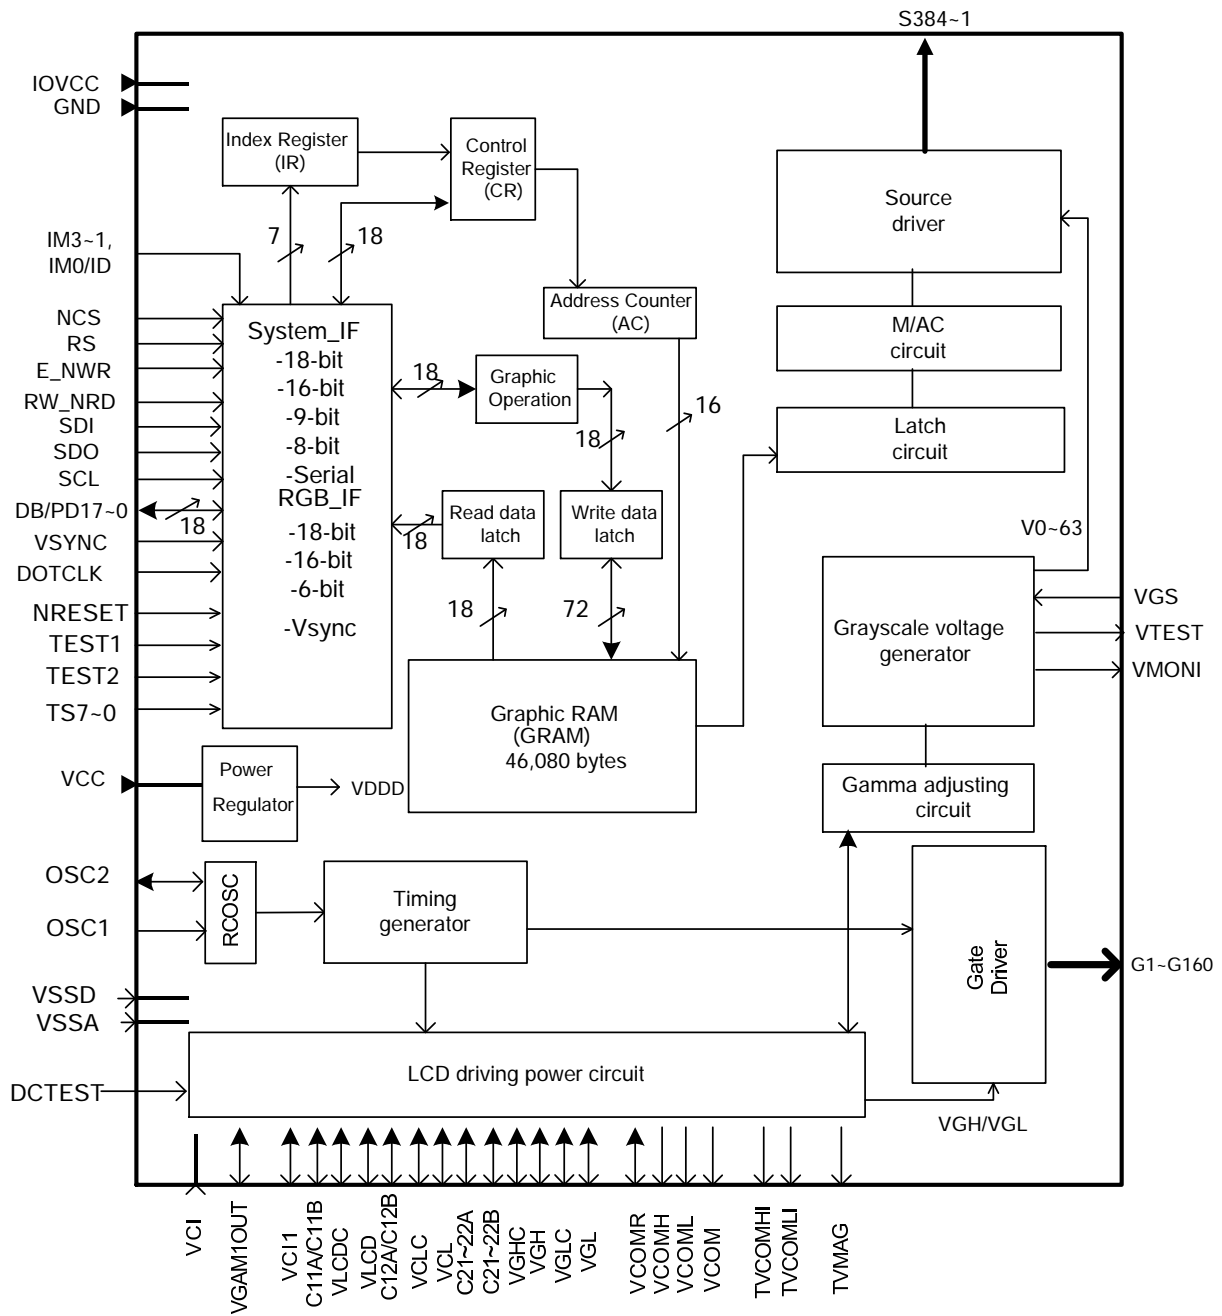 S384~1
IOVCC
GND
Index Register
(IR)
Control
Register
(CR)
Source
driver
7
18
IM3~1,
IM0/ID
Address Counter
(AC)
NCS
RS
E_NWR
RW_NRD
SDI
SDO
SCL
DB/PD17~0
18
VSYNC
DOTCLK
NRESET
TEST1
TEST2
TS7~0
System_IF
-18-bit
-16-bit
-9-bit
-8-bit
-Serial
RGB_IF
-18-bit
-16-bit
-6-bit
-Vsync
18
Graphic
Operation
16
18
M/AC
circuit
Latch
circuit
18
Read data
latch
Write data
latch
V0~63
18
72
Grayscale voltage
generator
VGS
VTEST
VMONI
Graphic RAM
(GRAM)
46,080 bytes
VCC
Power
Regulator
VDDD
Gamma adjusting
circuit
OSC2
OSC1
RCOSC
Timing
generator
Gate
Driver
G1~G160
VSSD
VSSA
DCTEST
LCD driving power circuit
VGH/VGL
VCI
VGAM1OUT
VCI1
C11A/C11B
VLCDC
VLCD
C12A/C12B
VCLC
VCL
C21~22A
C21~22B
VGHC
VGH
VGLC
VGL
VCOMR
VCOMH
VCOML
VCOM
TVCOMHI
TVCOMLI
TVMAG